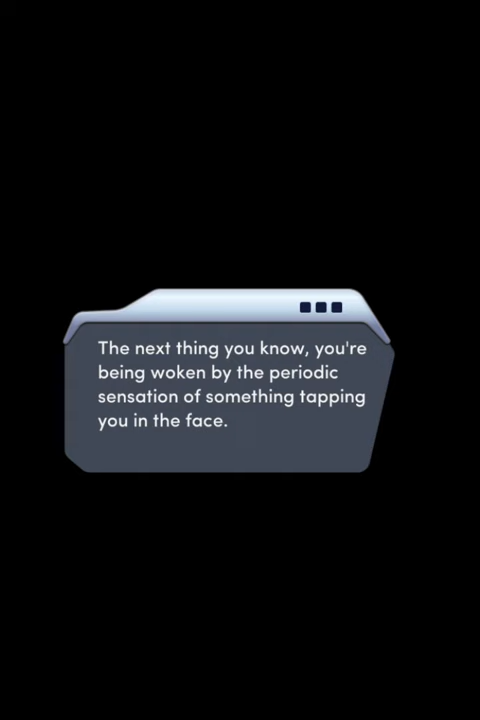 The next thing you know, you're
being woken by the periodic
sensation of something tapping
you in the face.